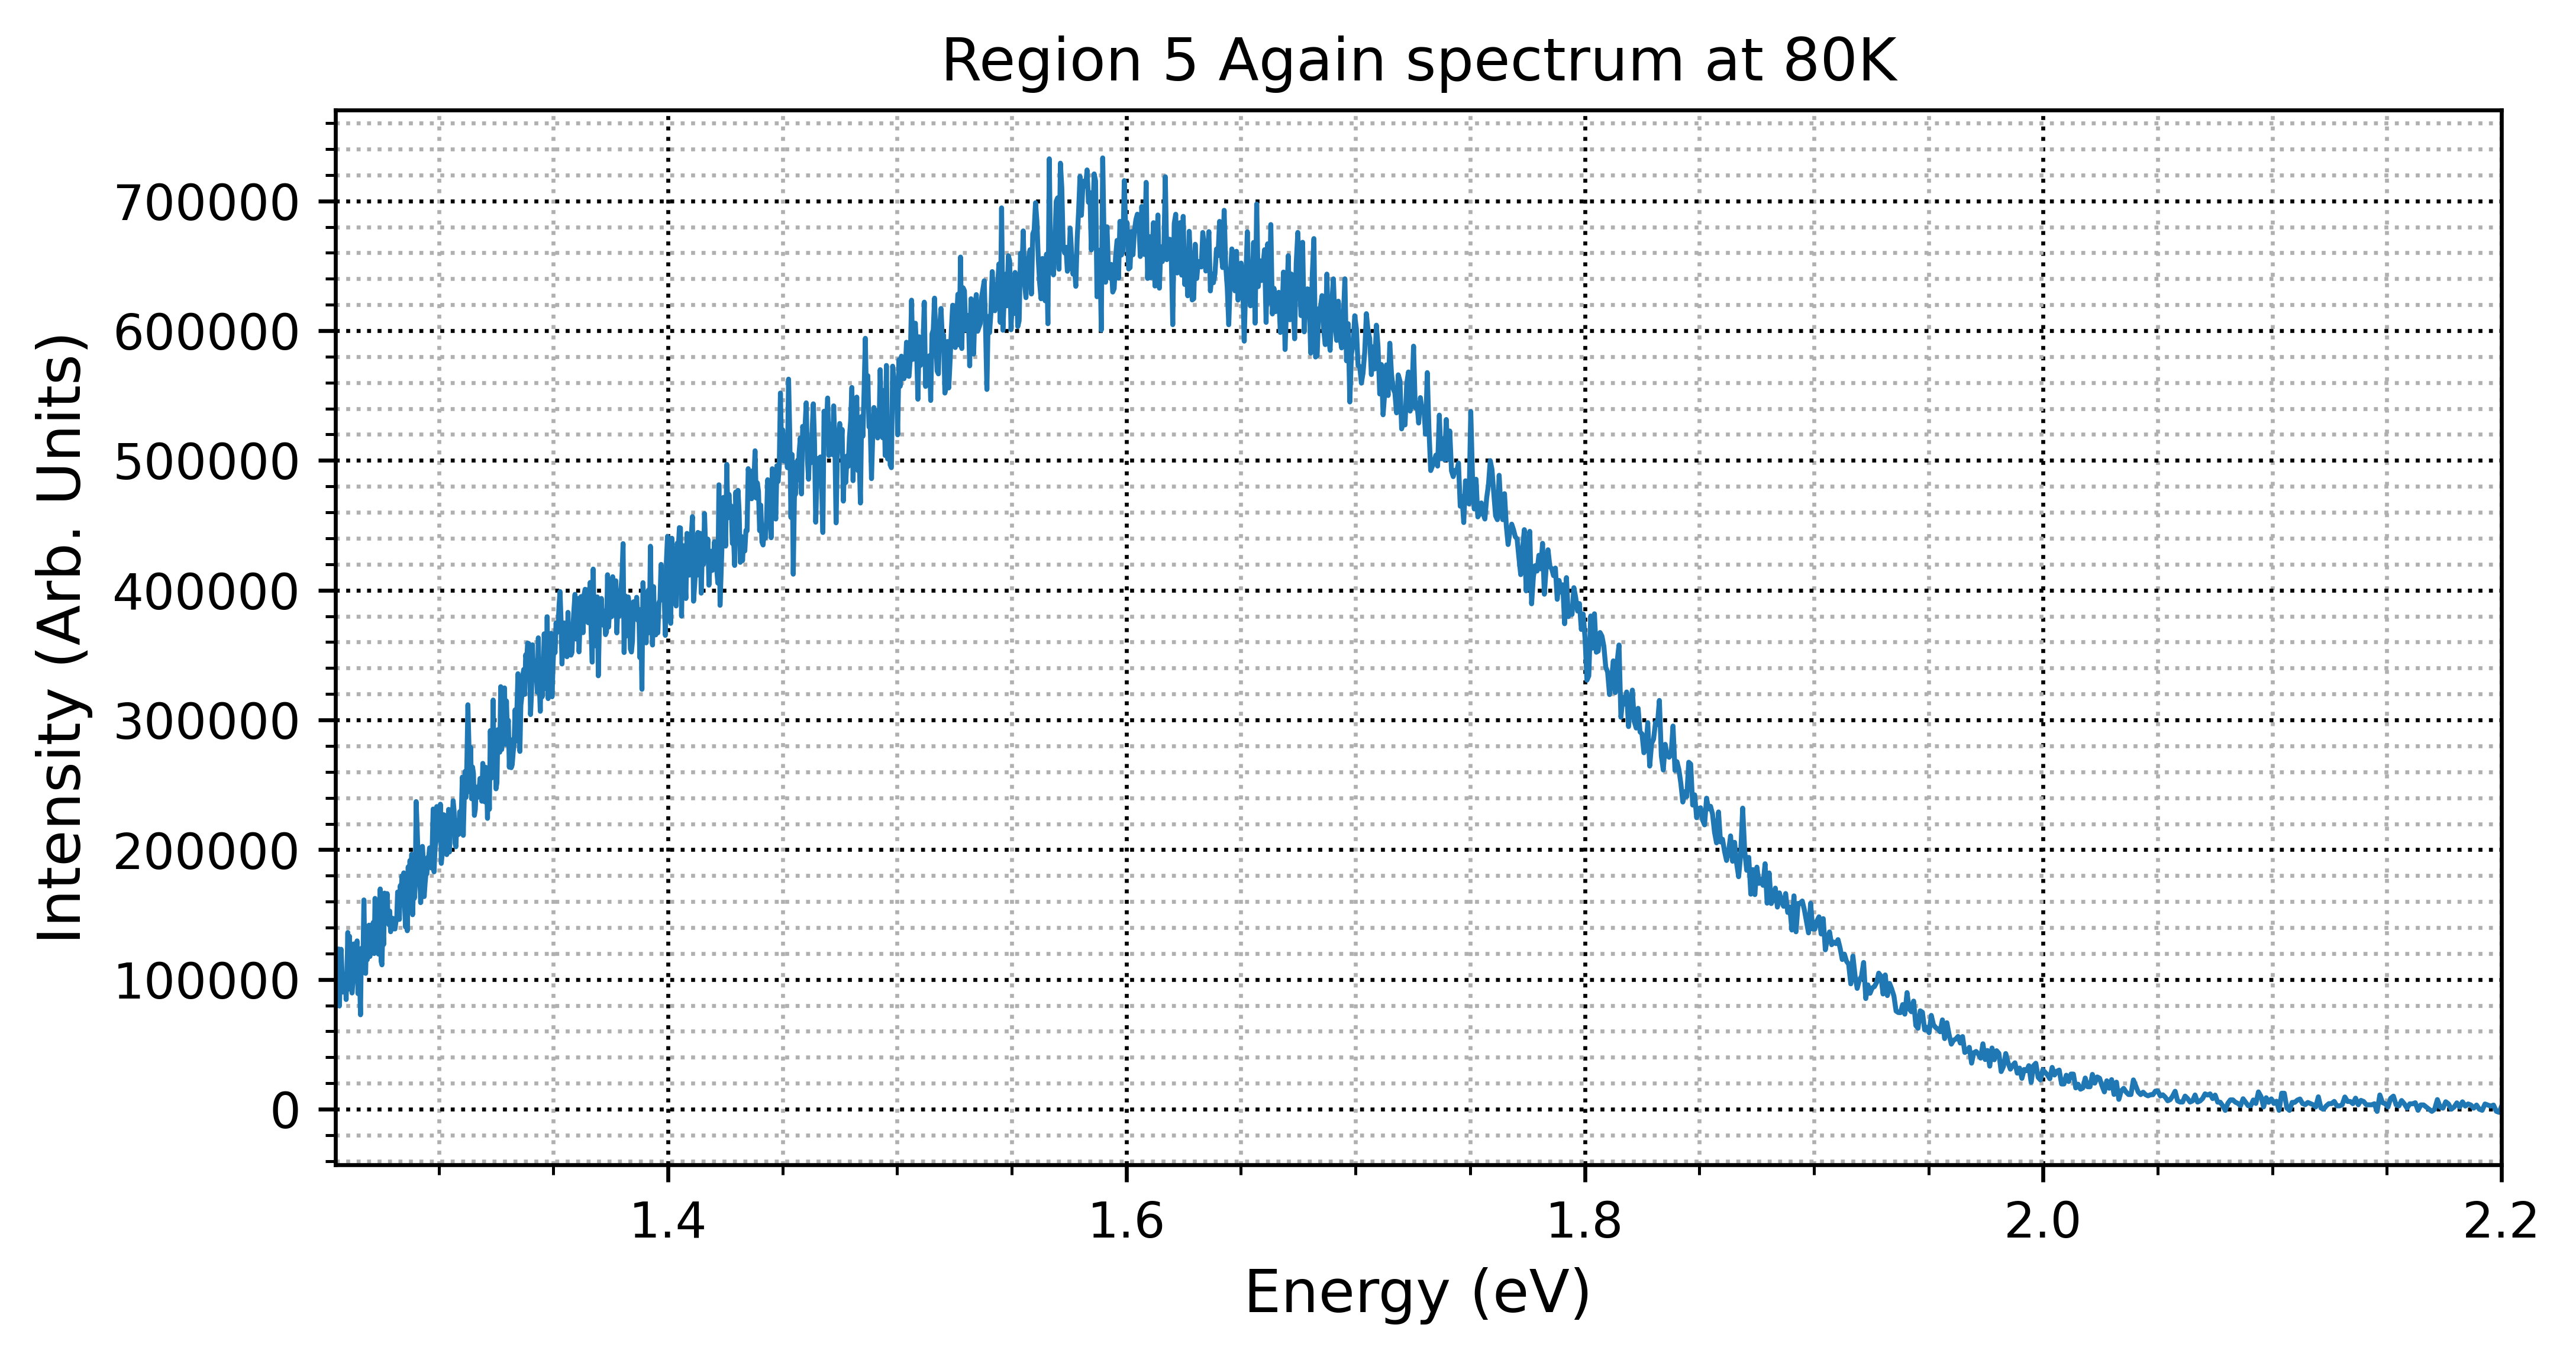 Region 5 Again spectrum at 80K
Intensity (Arb. Units)
700000
600000
500000
400000
300000
200000
100000
0
1.4 1.6 1.8 2.0 2.2
Energy (eV)